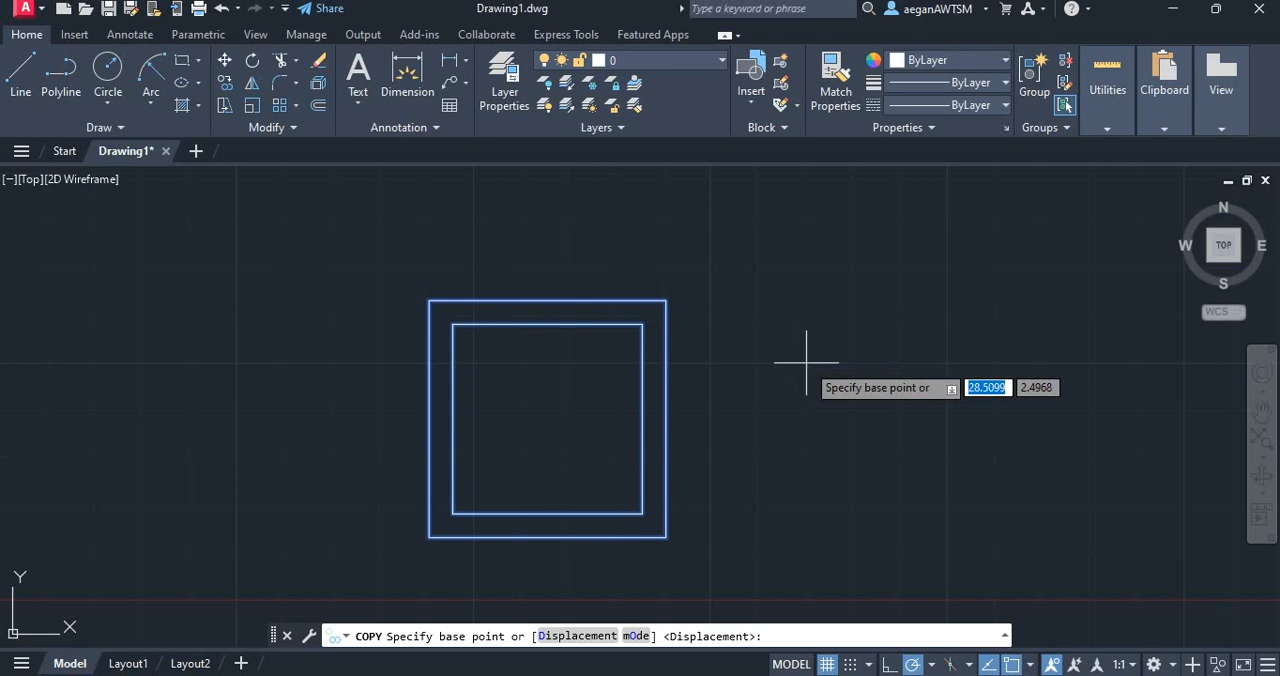 A Share Drawing1.dwg Type a keyword or phrase aeganAWTSM
Home Insert Annotate Parametric View Manage Output Add-ins Collaborate Express Tools Featured Apps
Line Polyline Circle Arc
Text Dimension
Layer Properties
0
Insert
Match Properties
ByLayer
ByLayer
ByLayer
Group
Utilities Clipboard View
Draw Modify Annotation Layers Block Properties Groups
Start Drawing1*
[−][Top][2D Wireframe]
N
W TOP E
S
WCS
Specify base point or 28.5099 2.4968
Y
X
COPY Specify base point or [Displacement mOde] <Displacement>:
Model Layout1 Layout2 MODEL 1:1